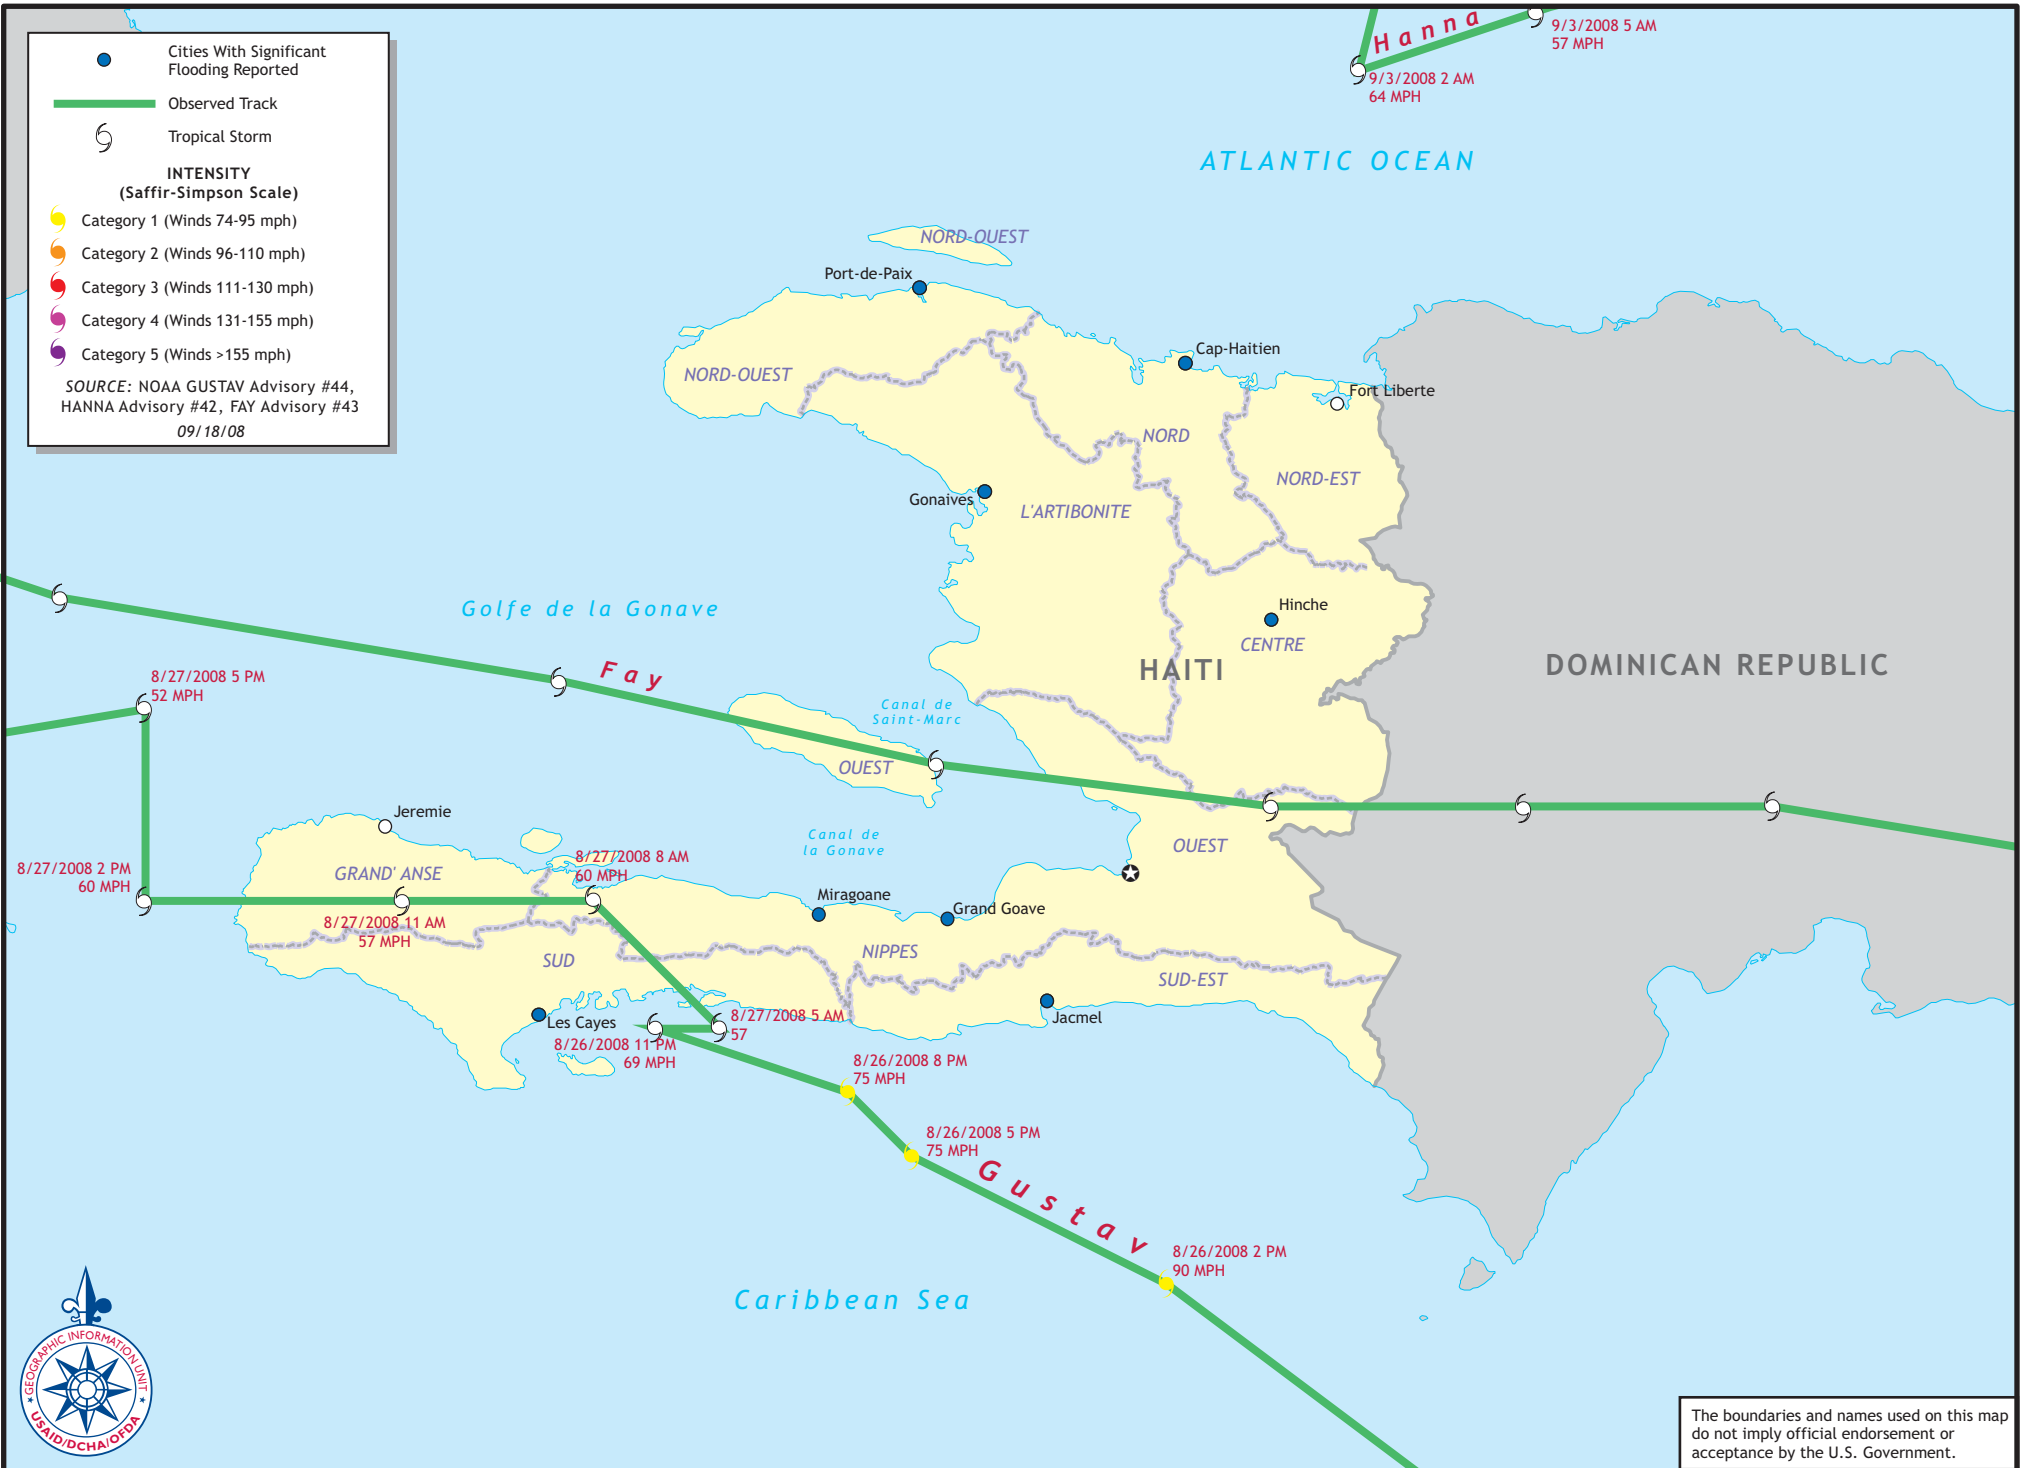 Cities With Significant
Flooding Reported
Observed Track
Tropical Storm
INTENSITY
(Saffir-Simpson Scale)
Category 1 (Winds 74-95 mph)
Category 2 (Winds 96-110 mph)
Category 3 (Winds 111-130 mph)
Category 4 (Winds 131-155 mph)
Category 5 (Winds >155 mph)
SOURCE: NOAA GUSTAV Advisory #44,
HANNA Advisory #42, FAY Advisory #43
09/18/08
Hanna
9/3/2008 5 AM
57 MPH
9/3/2008 2 AM
64 MPH
ATLANTIC OCEAN
NORD-OUEST
Port-de-Paix
Cap-Haitien
NORD-OUEST
Fort Liberte
NORD
NORD-EST
Gonaives
L'ARTIBONITE
Golfe de la Gonave
Hinche
CENTRE
HAITI
DOMINICAN REPUBLIC
Fay
8/27/2008 5 PM
52 MPH
Canal de
Saint-Marc
OUEST
Jeremie
Canal de
la Gonave
OUEST
8/27/2008 2 PM
60 MPH
GRAND' ANSE
8/27/2008 8 AM
60 MPH
Miragoane
Grand Goave
8/27/2008 11 AM
57 MPH
SUD
NIPPES
SUD-EST
Les Cayes
8/27/2008 5 AM
57
Jacmel
8/26/2008 11 PM
69 MPH
8/26/2008 8 PM
75 MPH
8/26/2008 5 PM
75 MPH
Gustav
8/26/2008 2 PM
90 MPH
Caribbean Sea
GEOGRAPHIC INFORMATION UNIT
USAID/DCHA/OFDA
The boundaries and names used on this map
do not imply official endorsement or
acceptance by the U.S. Government.